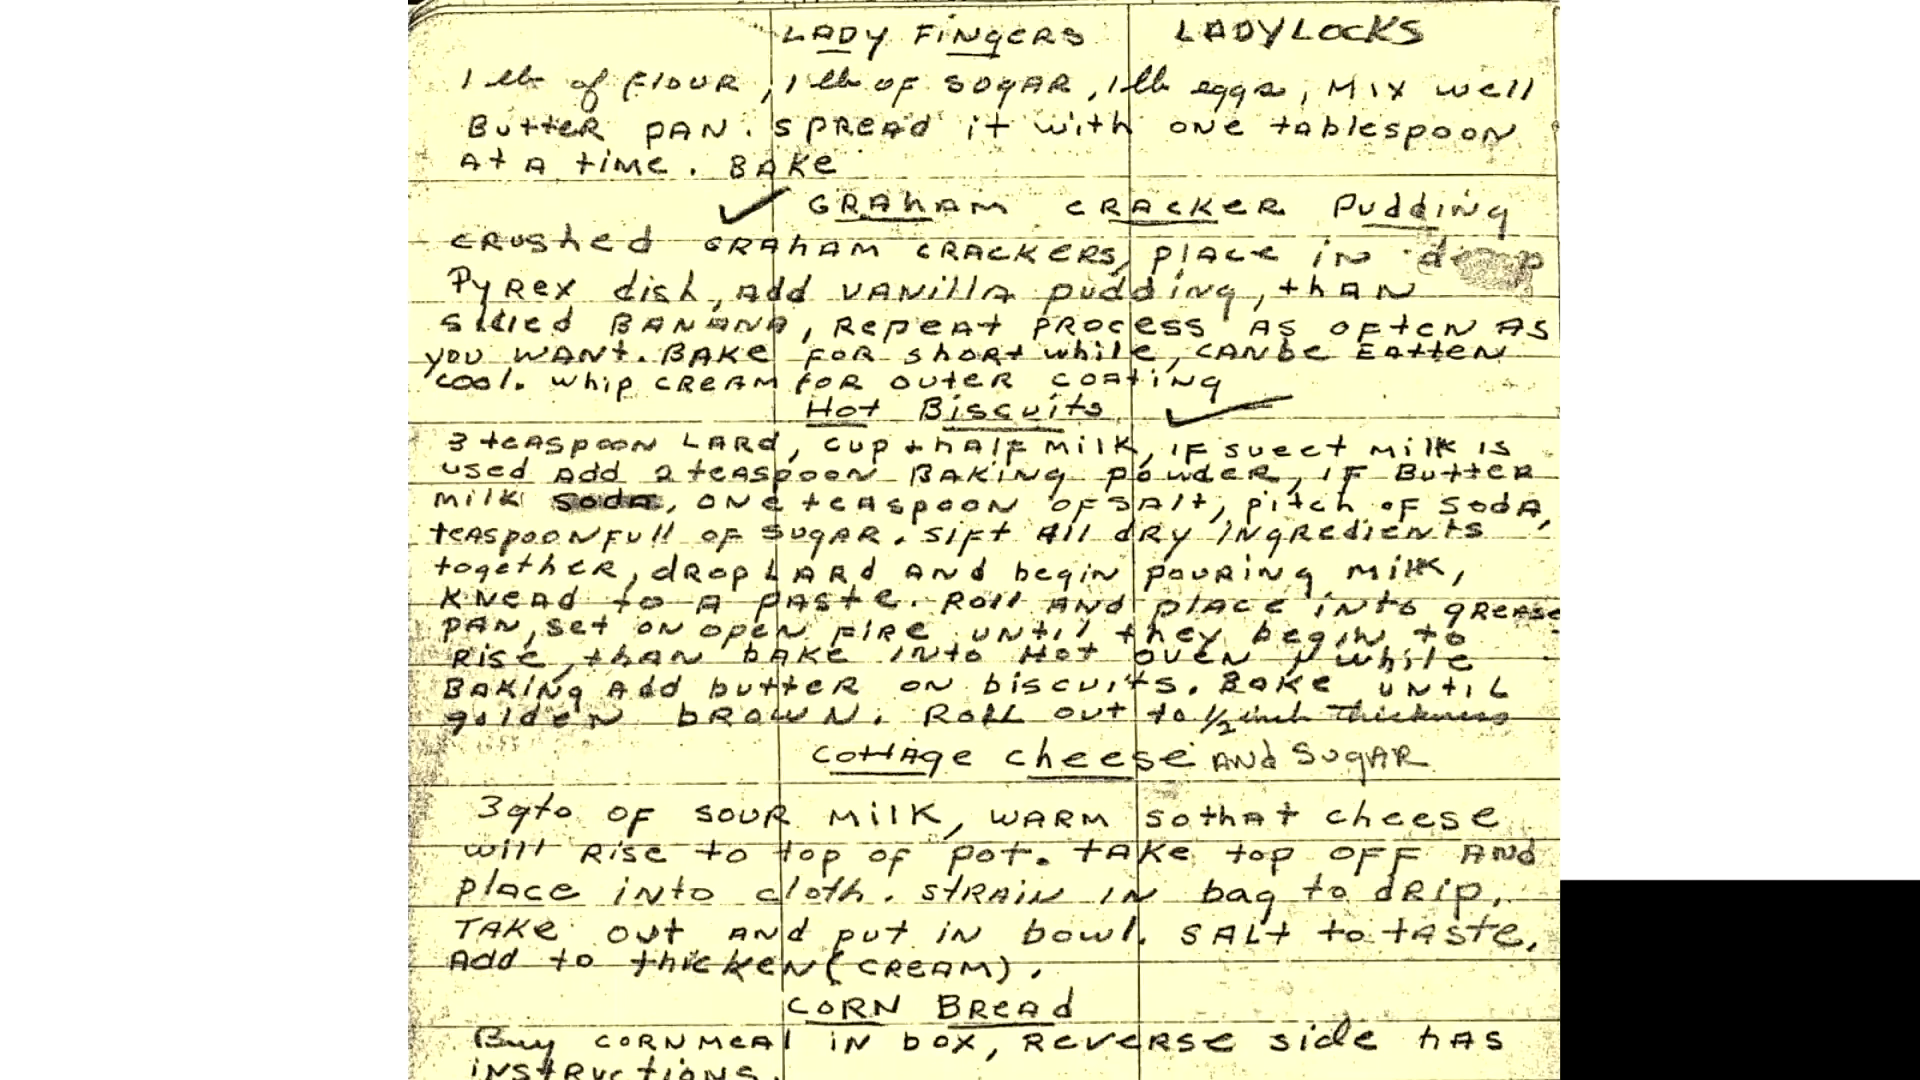 LADY FiNgERS LADYLOCKS
1 lb of FlOUR, 1 lb OF SOgAR, 1 lb eggs, Mix well
ButteR PAN. SPREAd it with ONe tablespooN
At A time. BAKe
GRAhAM CRACKER Pudding
CRushed GRAhAM CRACKERS, PlACe iN
PyRex dish, Add VANillA pudding, thAN
Slied BANANA, RepeAt PROCess AS OFteN AS
you WANt. BAKe FOR shoRt while, CANbe EAtteN
Cool. Whip CREAM FOR OuteR COAtiNg
Hot Biscuits
3 teASpOON LARd, Cup + hAlF Milk, IF sueet Milk is
used Add 2 teASpooN BAKiNg powdeR, IF ButteR
Milk SodA, ONe teAspooN OF SAlt, pitch OF SodA,
teASpooNFull OF SugAR. SiFt All dRy INgRedieNts
togetheR, dRop LARd ANd begiN pouRiNg Milk,
KNeAd to A pAste. Roll ANd plACe iNto gReAse
PAN, set ON OpeN FiRe uNtil they begiN to
Rise, thAN bAKe iNto Hot oveN, while
BAKiNg Add butteR ON biscuits. BAKe uNtil
goldeN bROWN. Roll out to 1/2 inch Thickness
COttAge Cheese ANd SugAR
3 qts OF SOUR MilK, WARM sothAt cheese
will Rise to top of pot. tAKe top OFF ANd
place iNto cloth. StRAiN IN bag to dRip.
TAKe out ANd put iN bowl. SAlt to tAste.
Add to thickeN (CREAM).
CORN BReAd
Buy CORNMeAl iN box, ReveRse side hAS
iNStRuctioNS.